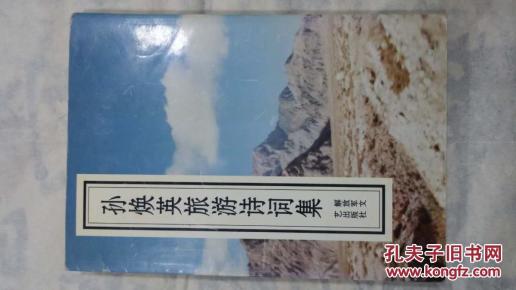 孙焕英旅游诗词集
解放军文
艺出版社
孔夫子旧书网
kongfz.com